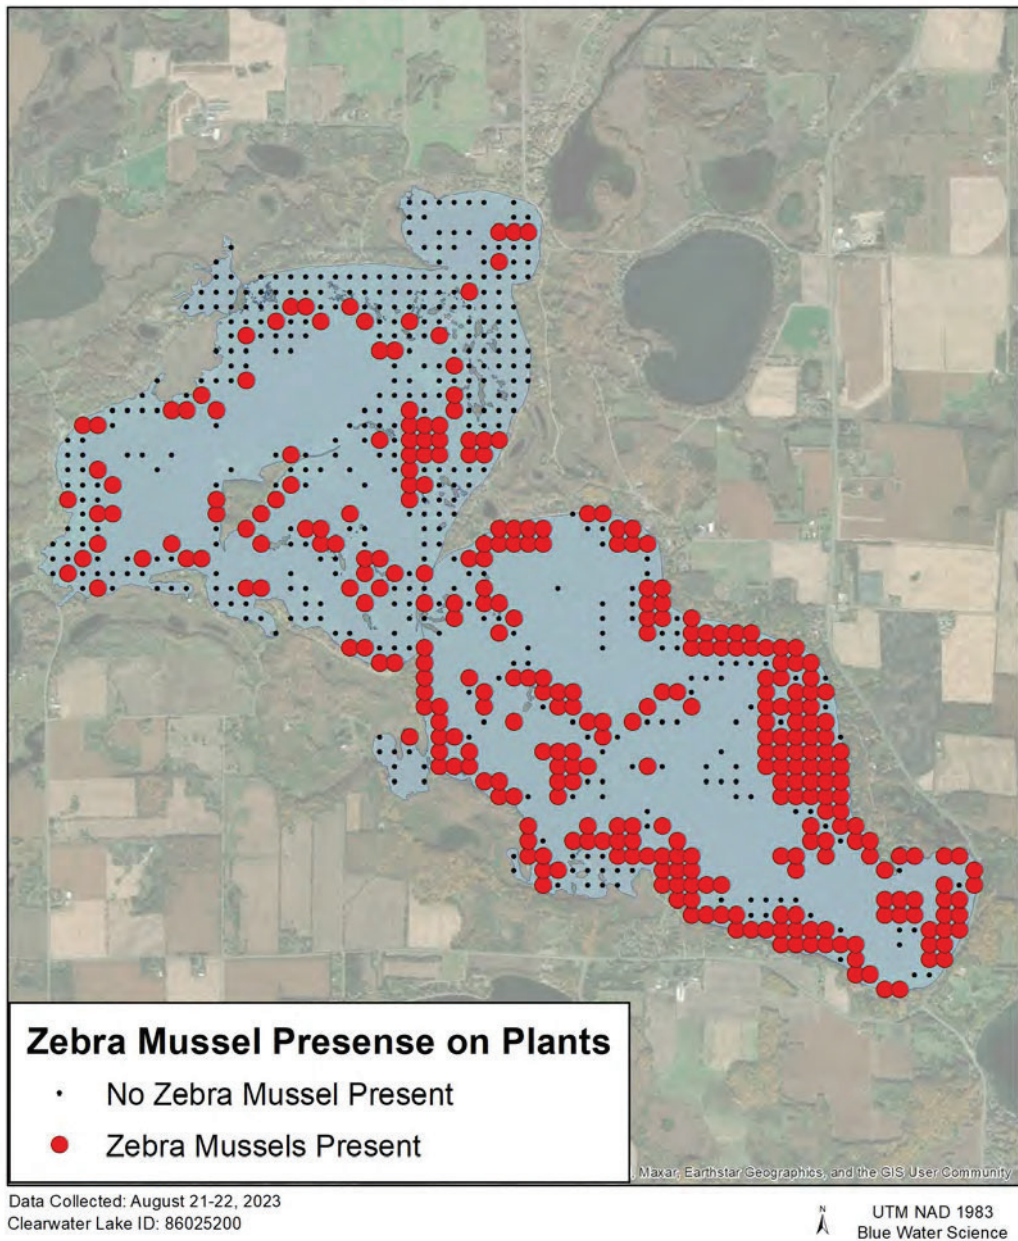 Zebra Mussel Presense on Plants
No Zebra Mussel Present
Zebra Mussels Present
, Maxar, Earthstar Geographics, and the GIS User Community
Data Collected: August 21-22, 2023
Clearwater Lake ID: 86025200
N
UTM NAD 1983
Blue Water Science